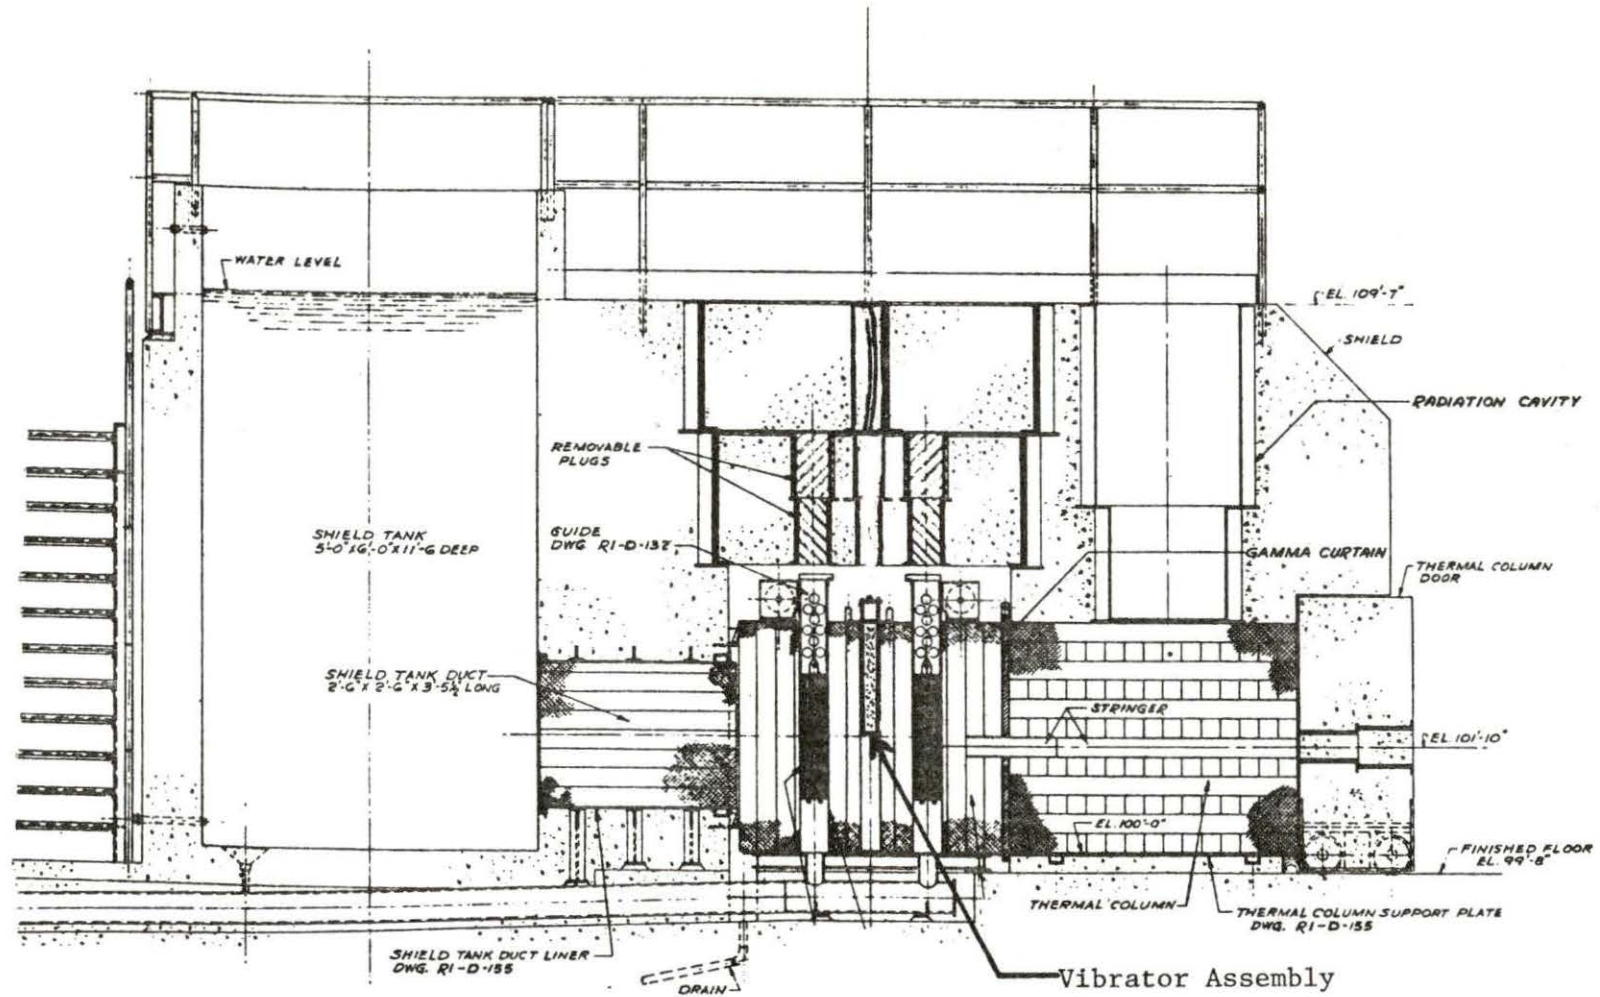 WATER LEVEL
EL. 109'-7"
SHIELD
RADIATION CAVITY
REMOVABLE
PLUGS
SHIELD TANK
5'-0"X6'-0"X11'-6 DEEP
GUIDE
DWG R1-D-132
GAMMA CURTAIN
THERMAL COLUMN
DOOR
SHIELD TANK DUCT
2'-6"X 2'-6"X 3'-5½ LONG
STRINGER
EL. 101'-10"
EL. 100'-0"
FINISHED FLOOR
EL. 99'-8"
THERMAL COLUMN
THERMAL COLUMN SUPPORT PLATE
DWG. R1-D-155
SHIELD TANK DUCT LINER
DWG. R1-D-155
Vibrator Assembly
DRAIN